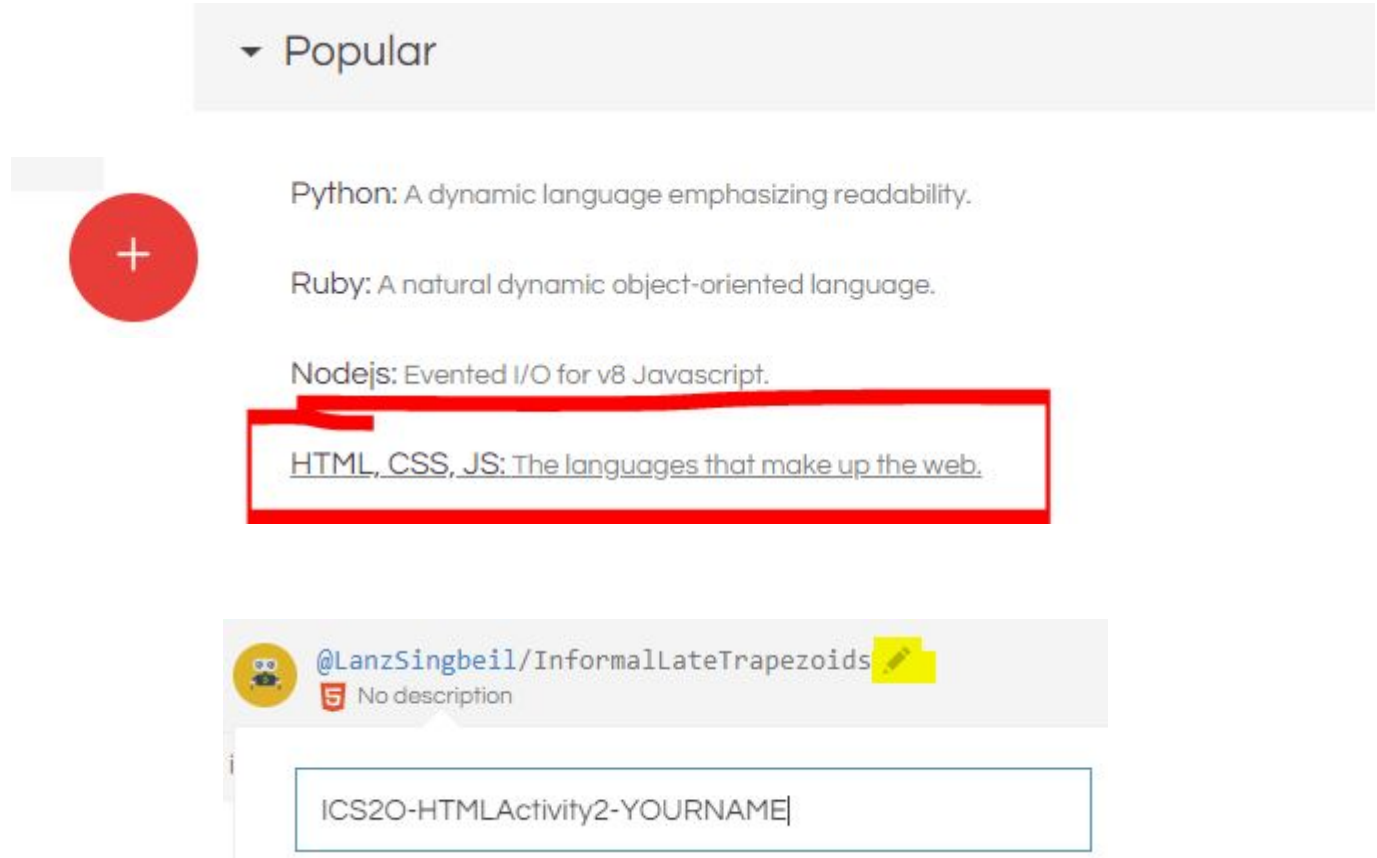 Popular
+
Python: A dynamic language emphasizing readability.
Ruby: A natural dynamic object-oriented language.
Nodejs: Evented I/O for v8 Javascript.
HTML, CSS, JS: The languages that make up the web.
@LanzSingbeil/InformalLateTrapezoids
5 No description
i
ICS2O-HTMLActivity2-YOURNAME